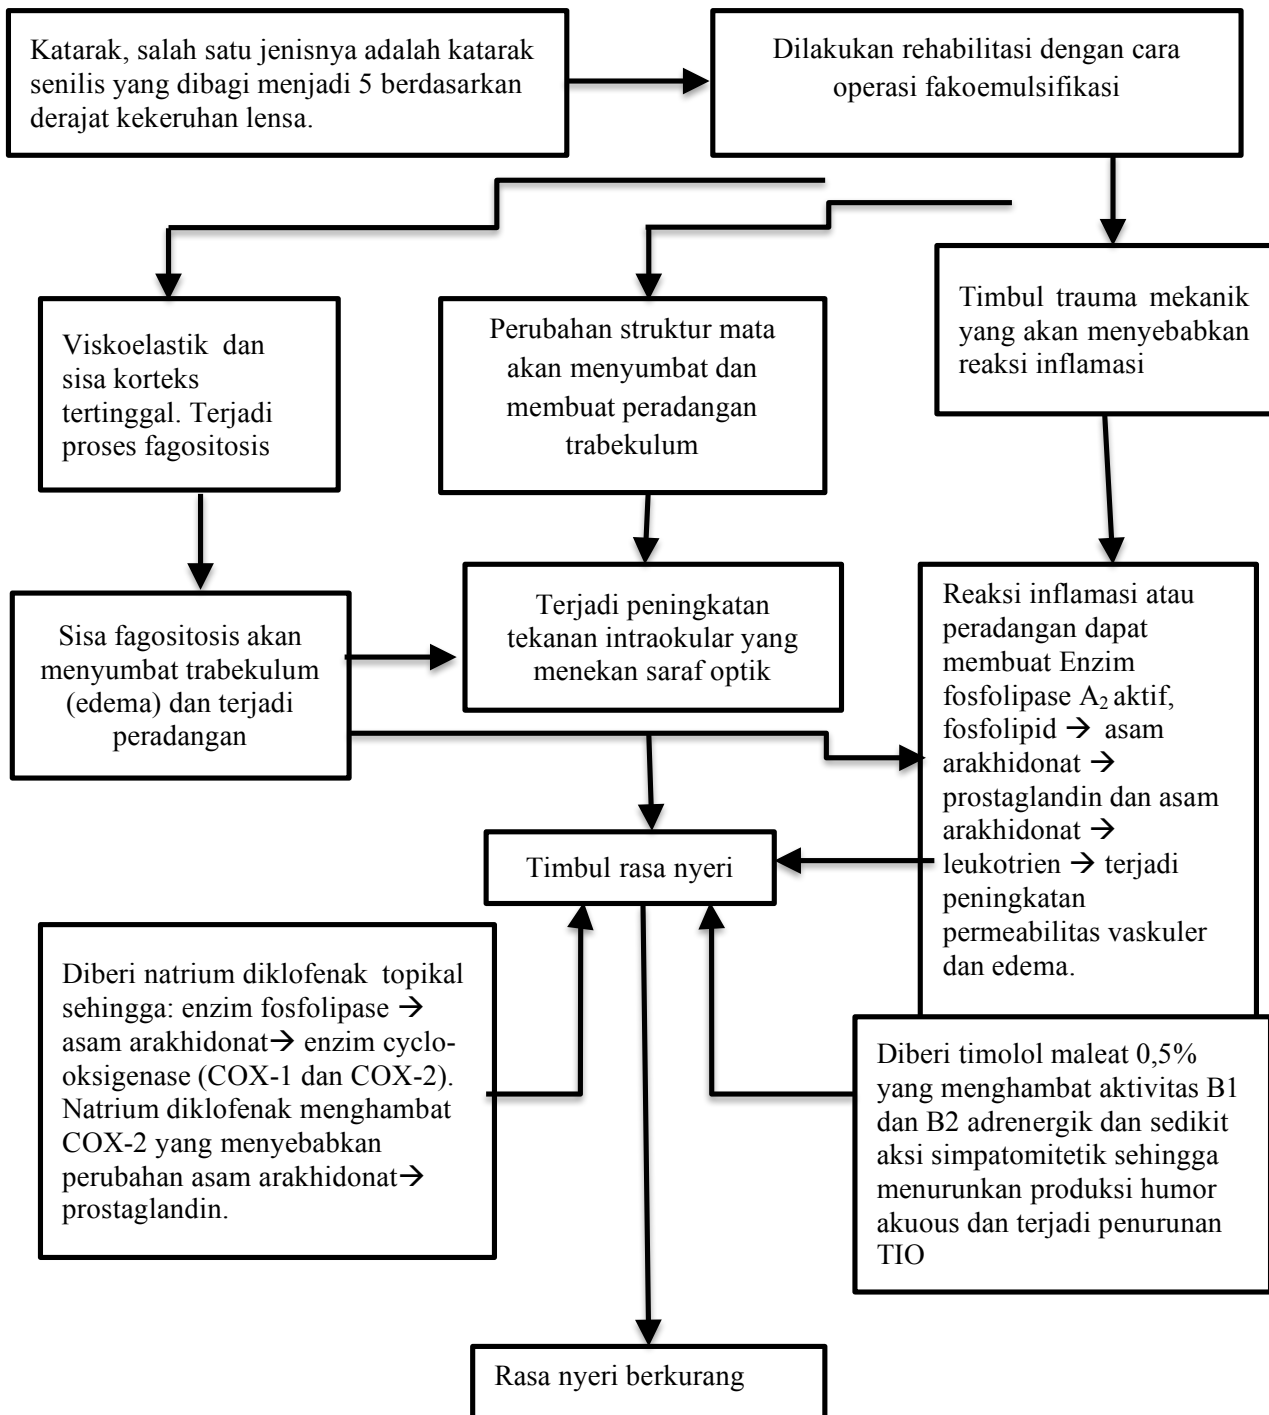 Katarak, salah satu jenisnya adalah katarak
senilis yang dibagi menjadi 5 berdasarkan
derajat kekeruhan lensa.
Dilakukan rehabilitasi dengan cara
operasi fakoemulsifikasi
Viskoelastik dan
sisa korteks
tertinggal. Terjadi
proses fagositosis
Perubahan struktur mata
akan menyumbat dan
membuat peradangan
trabekulum
Timbul trauma mekanik
yang akan menyebabkan
reaksi inflamasi
Sisa fagositosis akan
menyumbat trabekulum
(edema) dan terjadi
peradangan
Terjadi peningkatan
tekanan intraokular yang
menekan saraf optik
Reaksi inflamasi atau
peradangan dapat
membuat Enzim
fosfolipase A₂ aktif,
fosfolipid → asam
arakhidonat →
prostaglandin dan asam
arakhidonat →
leukotrien → terjadi
peningkatan
permeabilitas vaskuler
dan edema.
Timbul rasa nyeri
Diberi natrium diklofenak topikal
sehingga: enzim fosfolipase →
asam arakhidonat→ enzim cyclo-
oksigenase (COX-1 dan COX-2).
Natrium diklofenak menghambat
COX-2 yang menyebabkan
perubahan asam arakhidonat→
prostaglandin.
Diberi timolol maleat 0,5%
yang menghambat aktivitas B1
dan B2 adrenergik dan sedikit
aksi simpatomitetik sehingga
menurunkan produksi humor
akuous dan terjadi penurunan
TIO
Rasa nyeri berkurang